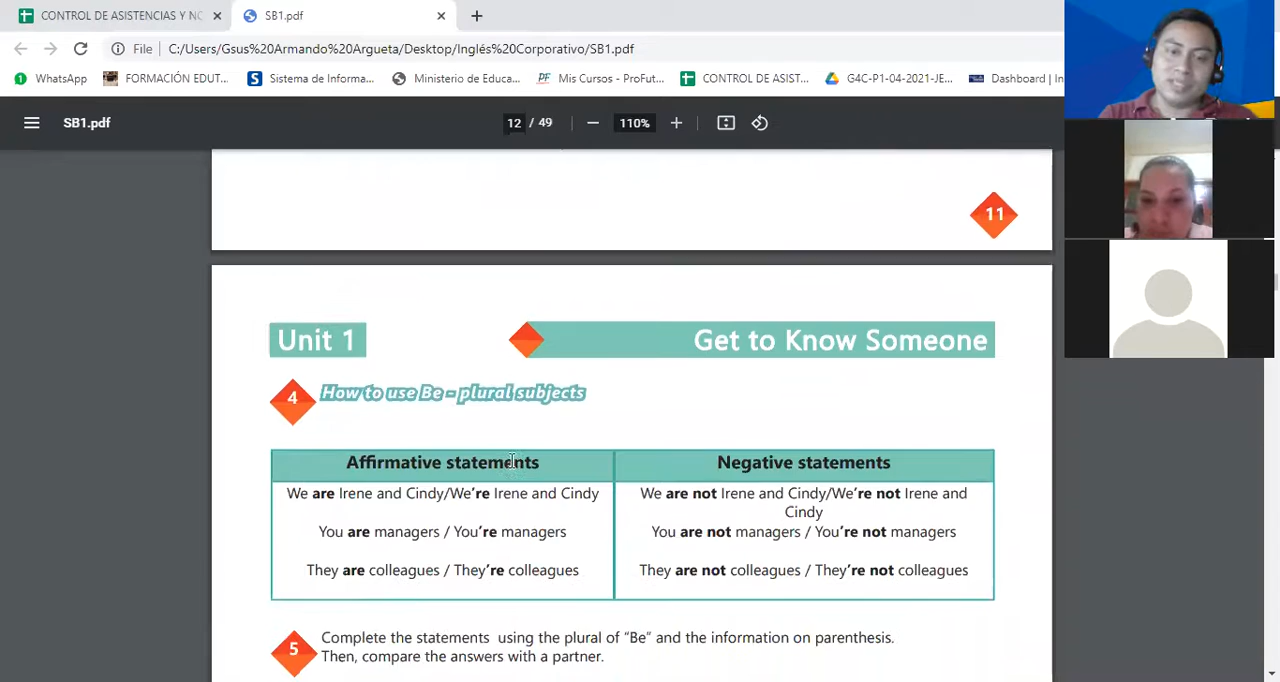 CONTROL DE ASISTENCIAS Y NO
SB1.pdf
File
C:/Users/Gsus%20Armando%20Argueta/Desktop/Inglés%20Corporativo/SB1.pdf
WhatsApp
FORMACIÓN EDUT...
Sistema de Informa...
Ministerio de Educa...
Mis Cursos - ProFut...
CONTROL DE ASIST...
G4C-P1-04-2021-JE...
Dashboard | In
SB1.pdf
12 / 49
110%
11
Unit 1
Get to Know Someone
4
How to use Be - plural subjects
Affirmative statements
We are Irene and Cindy/We're Irene and Cindy
You are managers / You're managers
They are colleagues / They're colleagues
Negative statements
We are not Irene and Cindy/We're not Irene and
Cindy
You are not managers / You're not managers
They are not colleagues / They're not colleagues
5
Complete the statements using the plural of “Be” and the information on parenthesis.
Then, compare the answers with a partner.